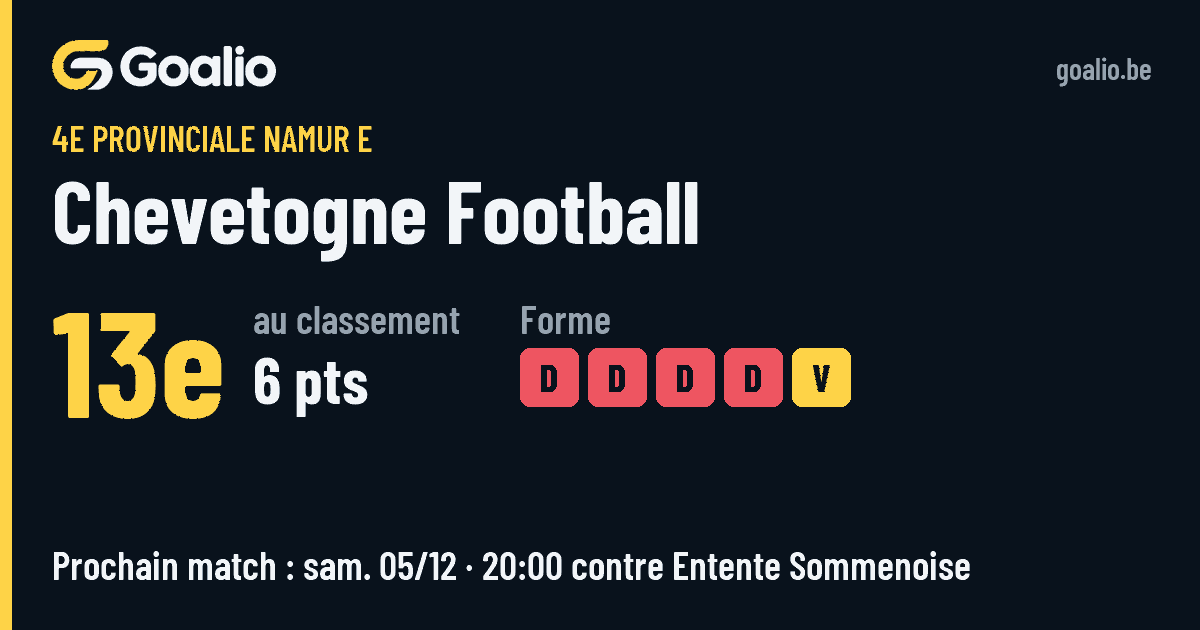 Goalio
goalio.be
4E PROVINCIALE NAMUR E
Chevetogne Football
13e
au classement
6 pts
Forme
D D D D V
Prochain match : sam. 05/12 · 20:00 contre Entente Sommenoise